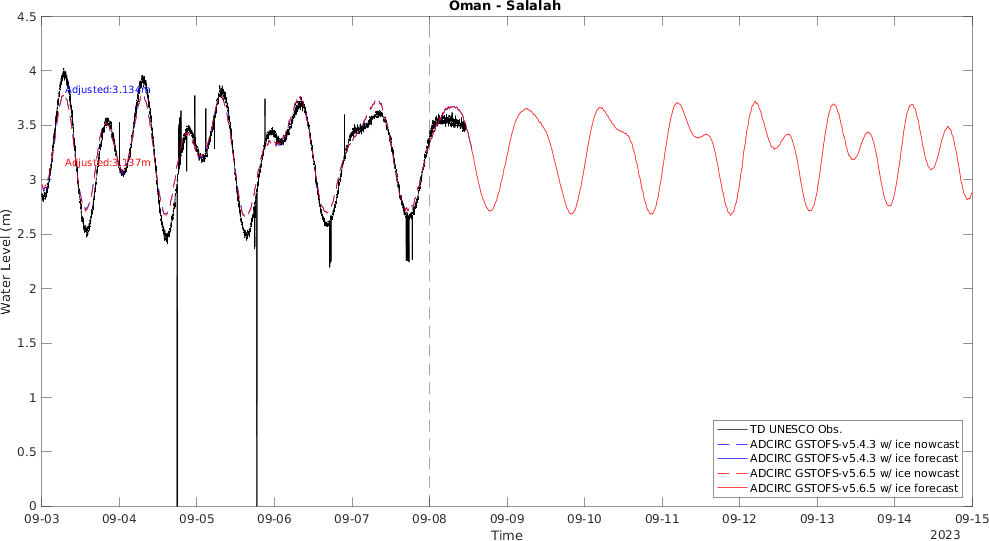 Oman - Salalah
4.5
4
3.5
3
2.5
2
1.5
1
0.5
0
Water Level (m)
Adjusted:3.134m
Adjusted:3.137m
TD UNESCO Obs.
ADCIRC GSTOFS-v5.4.3 w/ ice nowcast
ADCIRC GSTOFS-v5.4.3 w/ ice forecast
ADCIRC GSTOFS-v5.6.5 w/ ice nowcast
ADCIRC GSTOFS-v5.6.5 w/ ice forecast
09-03 09-04 09-05 09-06 09-07 09-08 09-09 09-10 09-11 09-12 09-13 09-14 09-15
Time
2023